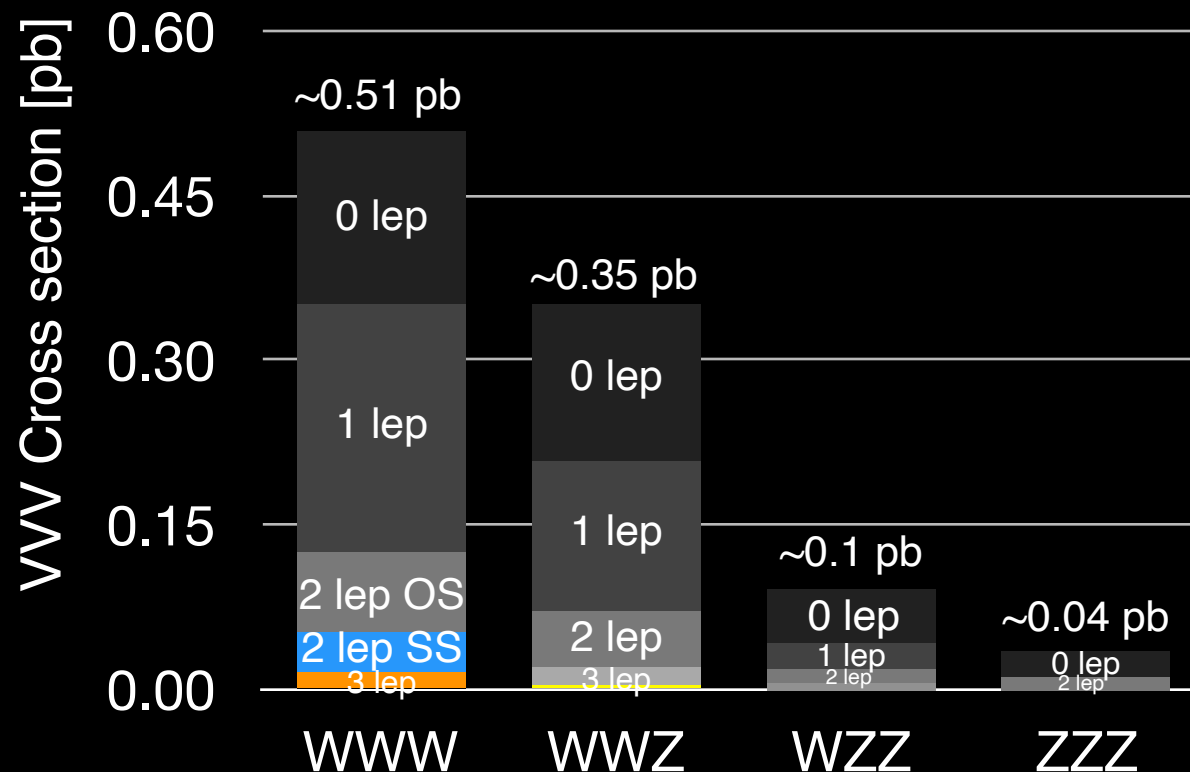 VVV Cross section [pb]
0.60
0.45
0.30
0.15
0.00
~0.51 pb
0 lep
1 lep
2 lep OS
2 lep SS
3 lep
WWW
~0.35 pb
0 lep
1 lep
2 lep
3 lep
WWZ
~0.1 pb
0 lep
1 lep
2 lep
WZZ
~0.04 pb
0 lep
2 lep
ZZZ